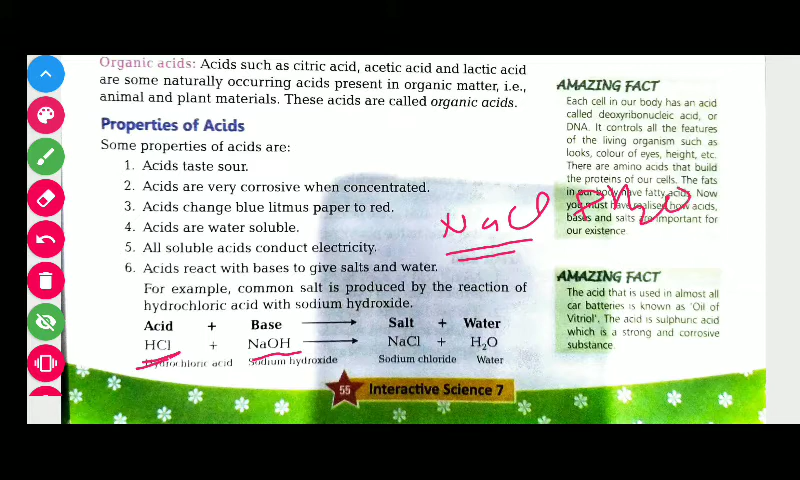 Organic acids: Acids such as citric acid, acetic acid and lactic acid
are some naturally occurring acids present in organic matter, i.e.,
animal and plant materials. These acids are called organic acids.
Properties of Acids
Some properties of acids are:
1. Acids taste sour.
2. Acids are very corrosive when concentrated.
3. Acids change blue litmus paper to red.
4. Acids are water soluble.
5. All soluble acids conduct electricity.
6. Acids react with bases to give salts and water.
For example, common salt is produced by the reaction of
hydrochloric acid with sodium hydroxide.
Acid + Base ⟶ Salt + Water
HCl + NaOH ⟶ NaCl + H₂O
Hydrochloric acid Sodium hydroxide Sodium chloride Water
NaCl H2O
AMAZING FACT
Each cell in our body has an acid
called deoxyribonucleic acid, or
DNA. It controls all the features
of the living organism such as
looks, colour of eyes, height, etc.
There are amino acids that build
the proteins of our cells. The fats
in our body have fatty acids. Now
you must have realised how acids,
bases and salts are important for
our existence.
AMAZING FACT
The acid that is used in almost all
car batteries is known as 'Oil of
Vitriol'. The acid is sulphuric acid
which is a strong and corrosive
substance.
55 Interactive Science 7